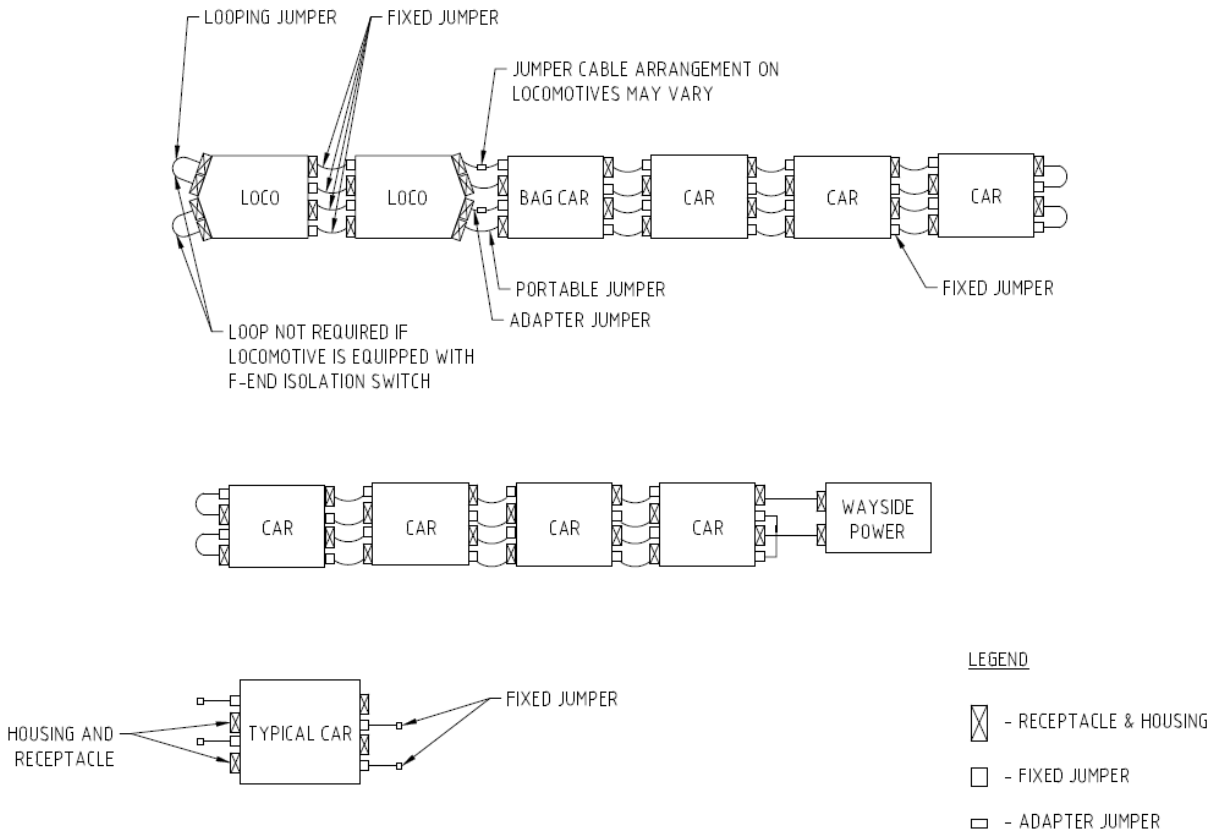 LOOPING JUMPER
FIXED JUMPER
JUMPER CABLE ARRANGEMENT ON
LOCOMOTIVES MAY VARY
LOCO
LOCO
BAG CAR
CAR
CAR
CAR
PORTABLE JUMPER
ADAPTER JUMPER
FIXED JUMPER
LOOP NOT REQUIRED IF
LOCOMOTIVE IS EQUIPPED WITH
F-END ISOLATION SWITCH
CAR
CAR
CAR
CAR
WAYSIDE
POWER
HOUSING AND
RECEPTACLE
TYPICAL CAR
FIXED JUMPER
LEGEND
- RECEPTACLE & HOUSING
- FIXED JUMPER
- ADAPTER JUMPER